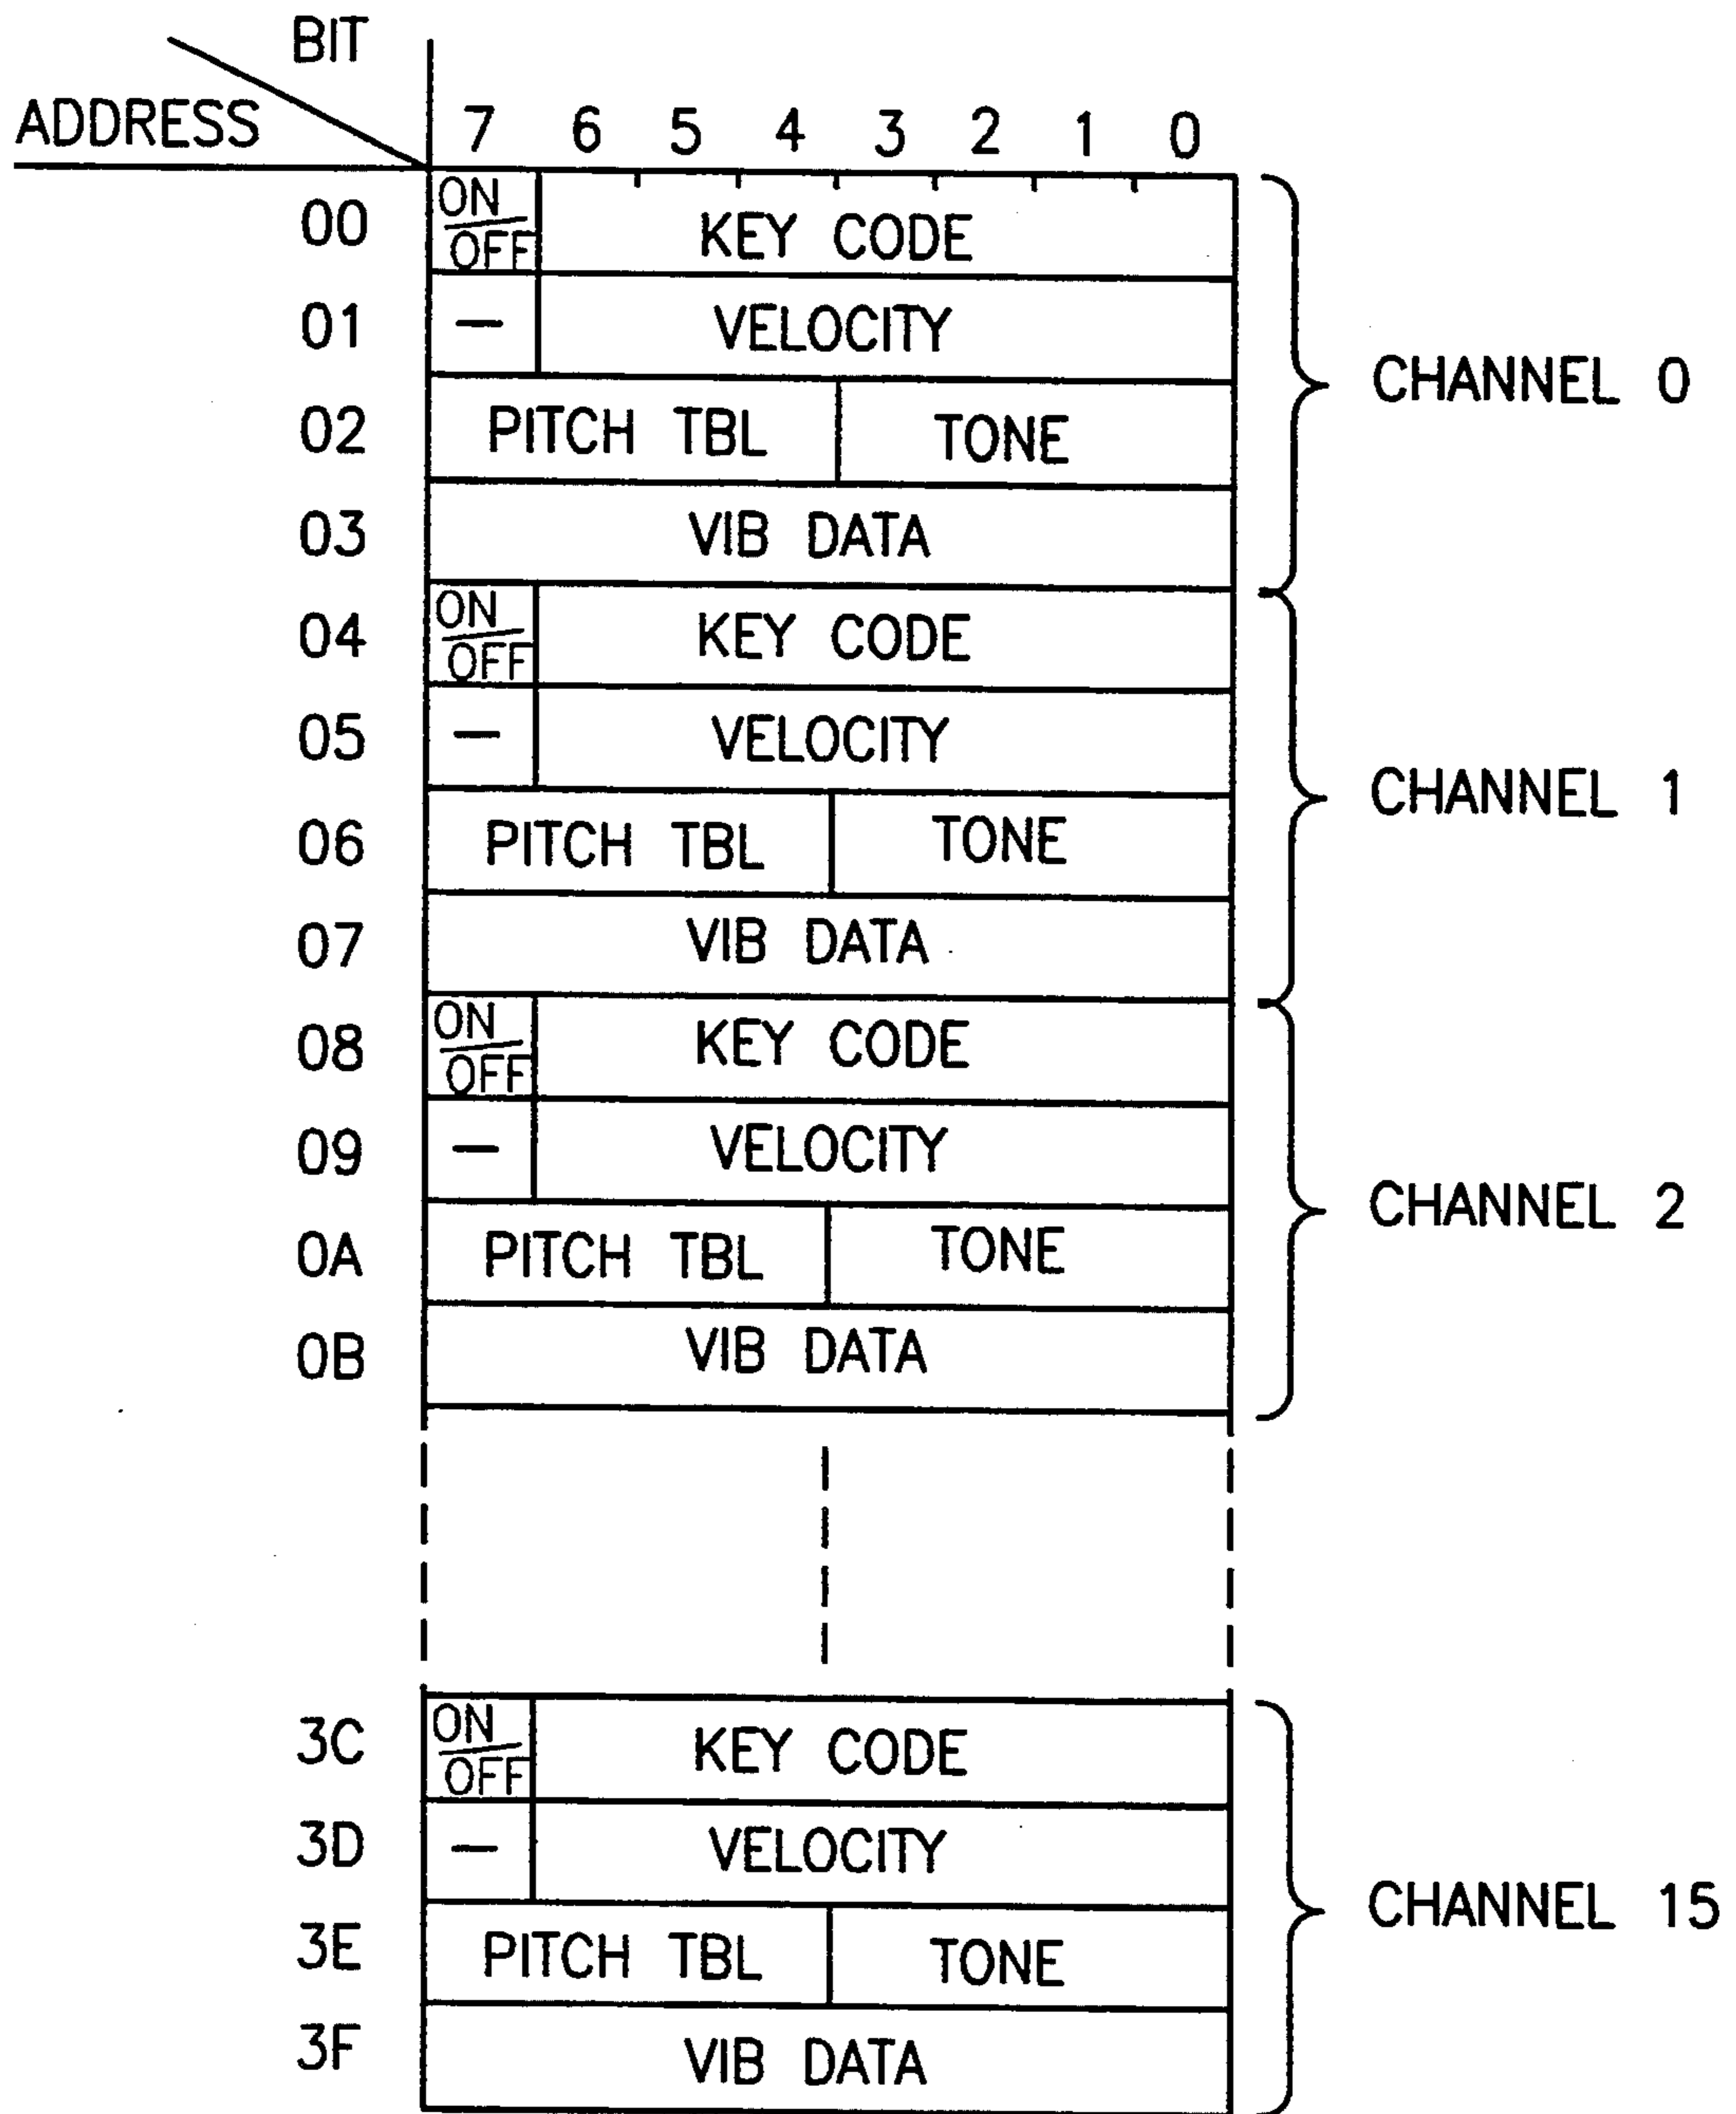 BIT
ADDRESS 7 6 5 4 3 2 1 0
00 ON/OFF KEY CODE
01 — VELOCITY
CHANNEL 0
02 PITCH TBL TONE
03 VIB DATA
04 ON/OFF KEY CODE
05 — VELOCITY
CHANNEL 1
06 PITCH TBL TONE
07 VIB DATA
08 ON/OFF KEY CODE
09 — VELOCITY
CHANNEL 2
0A PITCH TBL TONE
0B VIB DATA
3C ON/OFF KEY CODE
3D — VELOCITY
CHANNEL 15
3E PITCH TBL TONE
3F VIB DATA